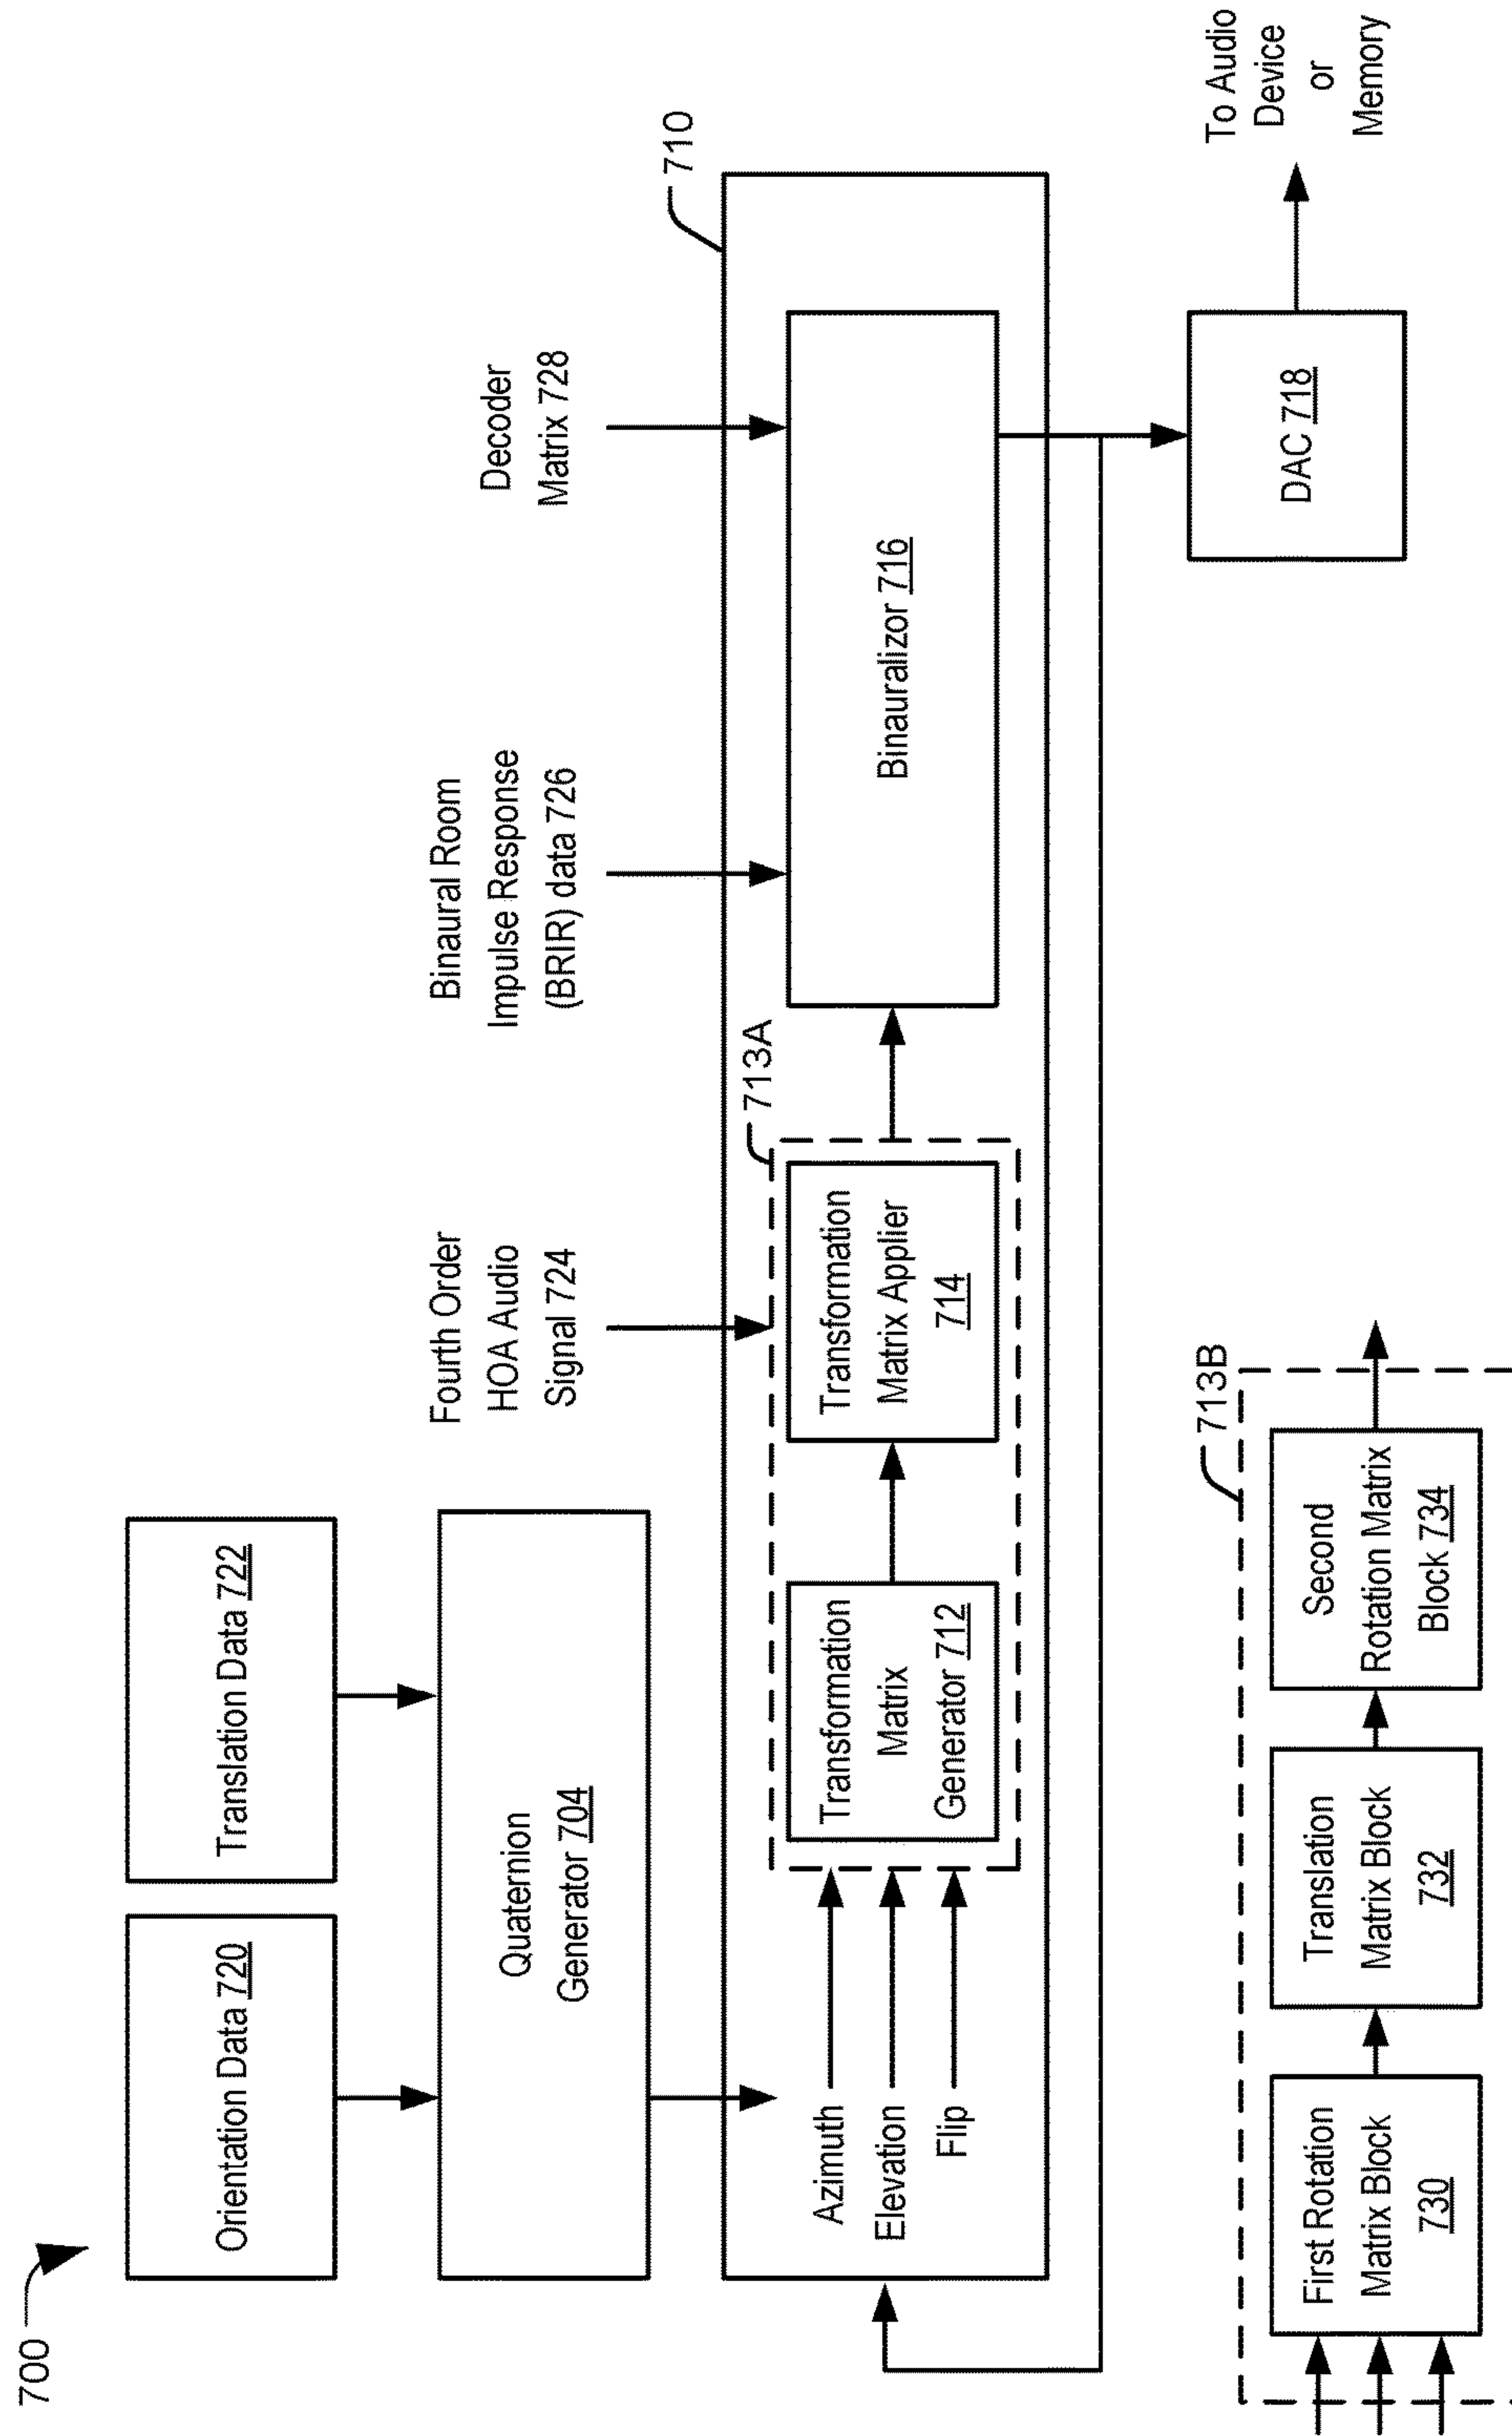 700
Orientation Data 720
Translation Data 722
Quaternion
Generator 704
Fourth Order
HOA Audio
Signal 724
Binaural Room
Impulse Response
(BRIR) data 726
Decoder
Matrix 728
710
Azimuth
Elevation
Flip
Transformation
Matrix
Generator 712
Transformation
Matrix Applier
714
713A
Binauralizor 716
DAC 718
To Audio
Device
or
Memory
First Rotation
Matrix Block
730
Translation
Matrix Block
732
Second
Rotation Matrix
Block 734
713B